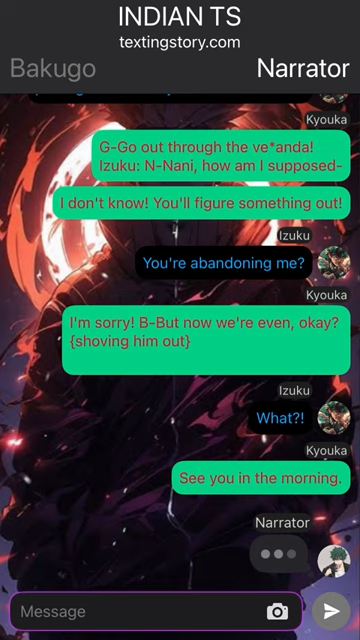 INDIAN TS
textingstory.com
Bakugo
Narrator
Kyouka
G-Go out through the ve*anda!
Izuku: N-Nani, how am I supposed-
I don't know! You'll figure something out!
Izuku
You're abandoning me?
Kyouka
I'm sorry! B-But now we're even, okay?
{shoving him out}
Izuku
What?!
Kyouka
See you in the morning.
Narrator
Message